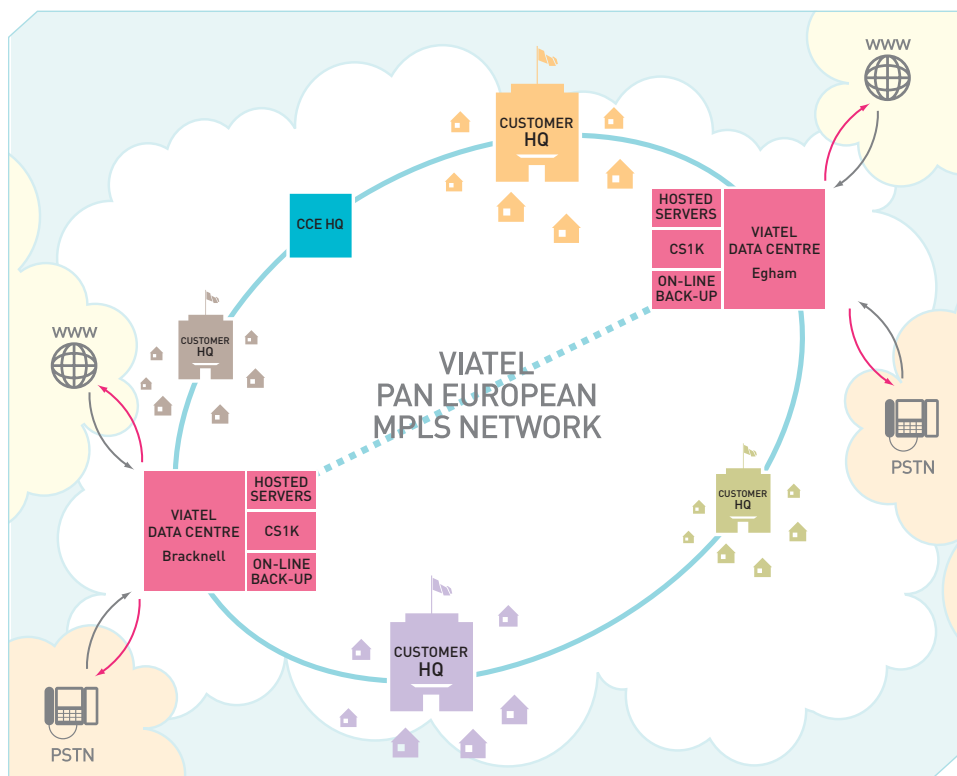 WWW
CUSTOMER
HQ
HOSTED
SERVERS
CS1K
ON-LINE
BACK-UP
VIATEL
DATA CENTRE
Egham
CCE HQ
WWW
CUSTOMER
HQ
VIATEL
PAN EUROPEAN
MPLS NETWORK
PSTN
VIATEL
DATA CENTRE
Bracknell
HOSTED
SERVERS
CS1K
ON-LINE
BACK-UP
CUSTOMER
HQ
CUSTOMER
HQ
PSTN